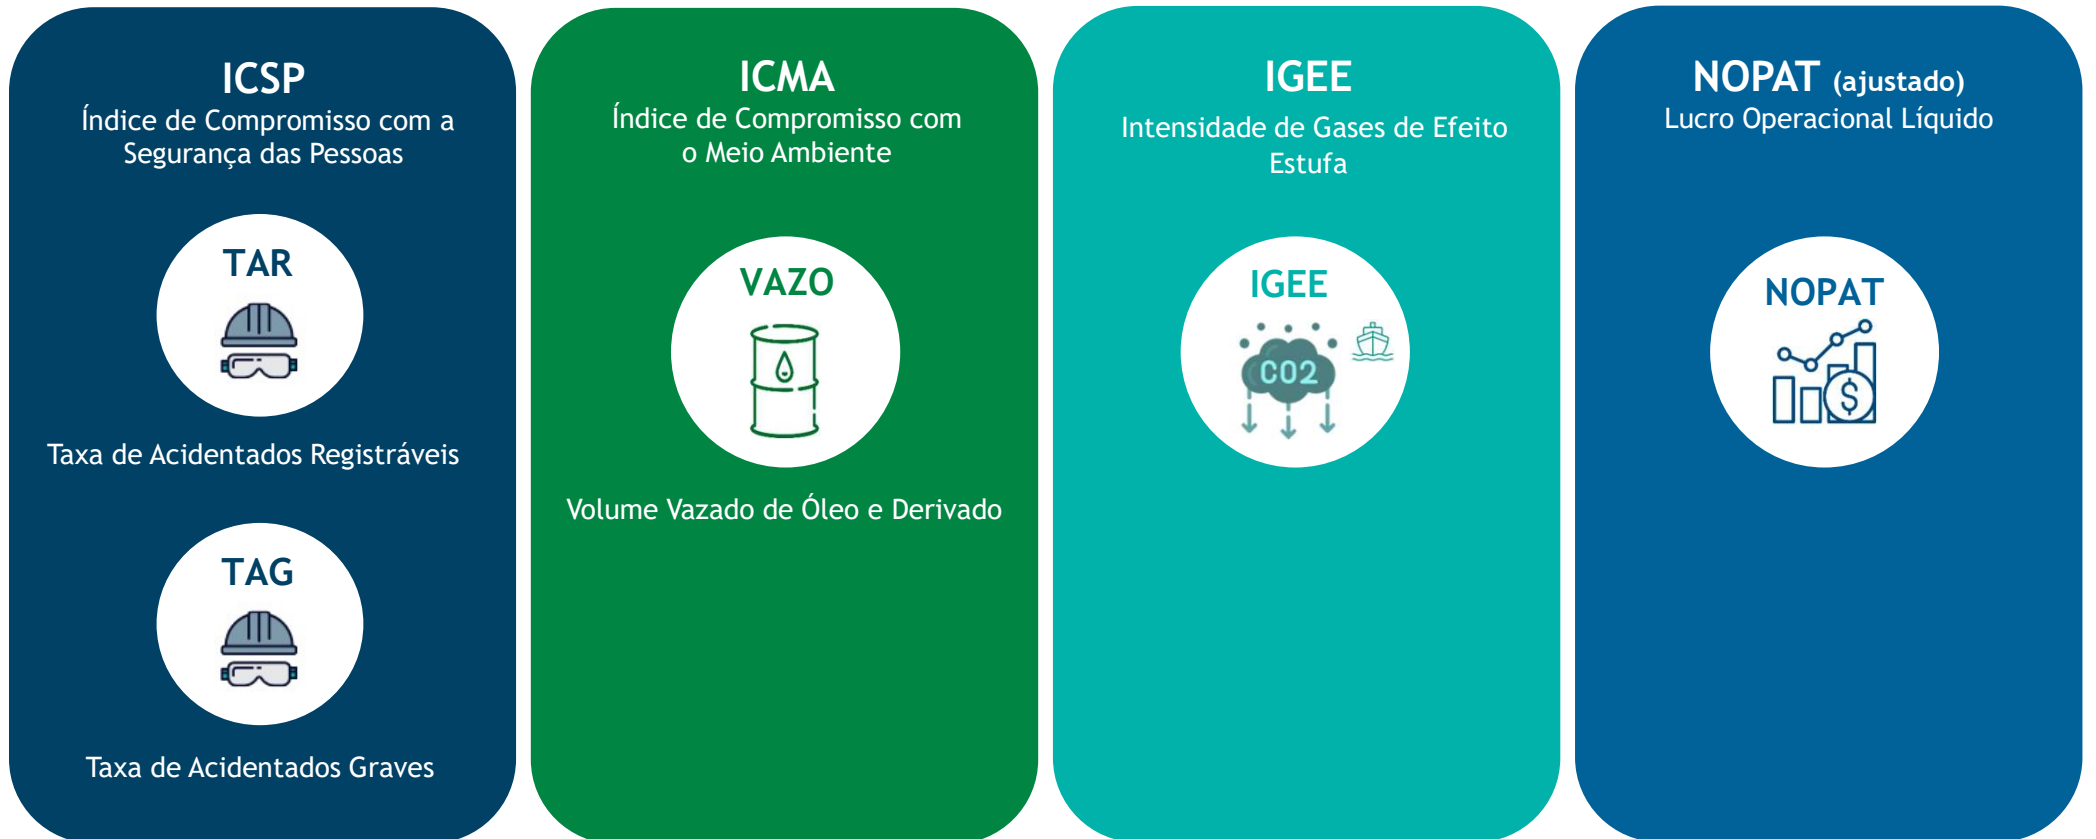 ICSP
Índice de Compromisso com a
Segurança das Pessoas
TAR
Taxa de Acidentados Registráveis
TAG
Taxa de Acidentados Graves
ICMA
Índice de Compromisso com
o Meio Ambiente
VAZO
Volume Vazado de Óleo e Derivado
IGEE
Intensidade de Gases de Efeito
Estufa
IGEE
CO2
NOPAT (ajustado)
Lucro Operacional Líquido
NOPAT
$